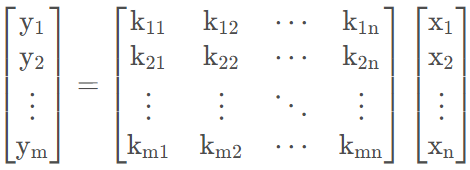 y₁ k₁₁ k₁₂ ⋯ k₁ₙ x₁
y₂ k₂₁ k₂₂ ⋯ k₂ₙ x₂
⋮ = ⋮ ⋮ ⋱ ⋮ ⋮
yₘ kₘ₁ kₘ₂ ⋯ kₘₙ xₙ